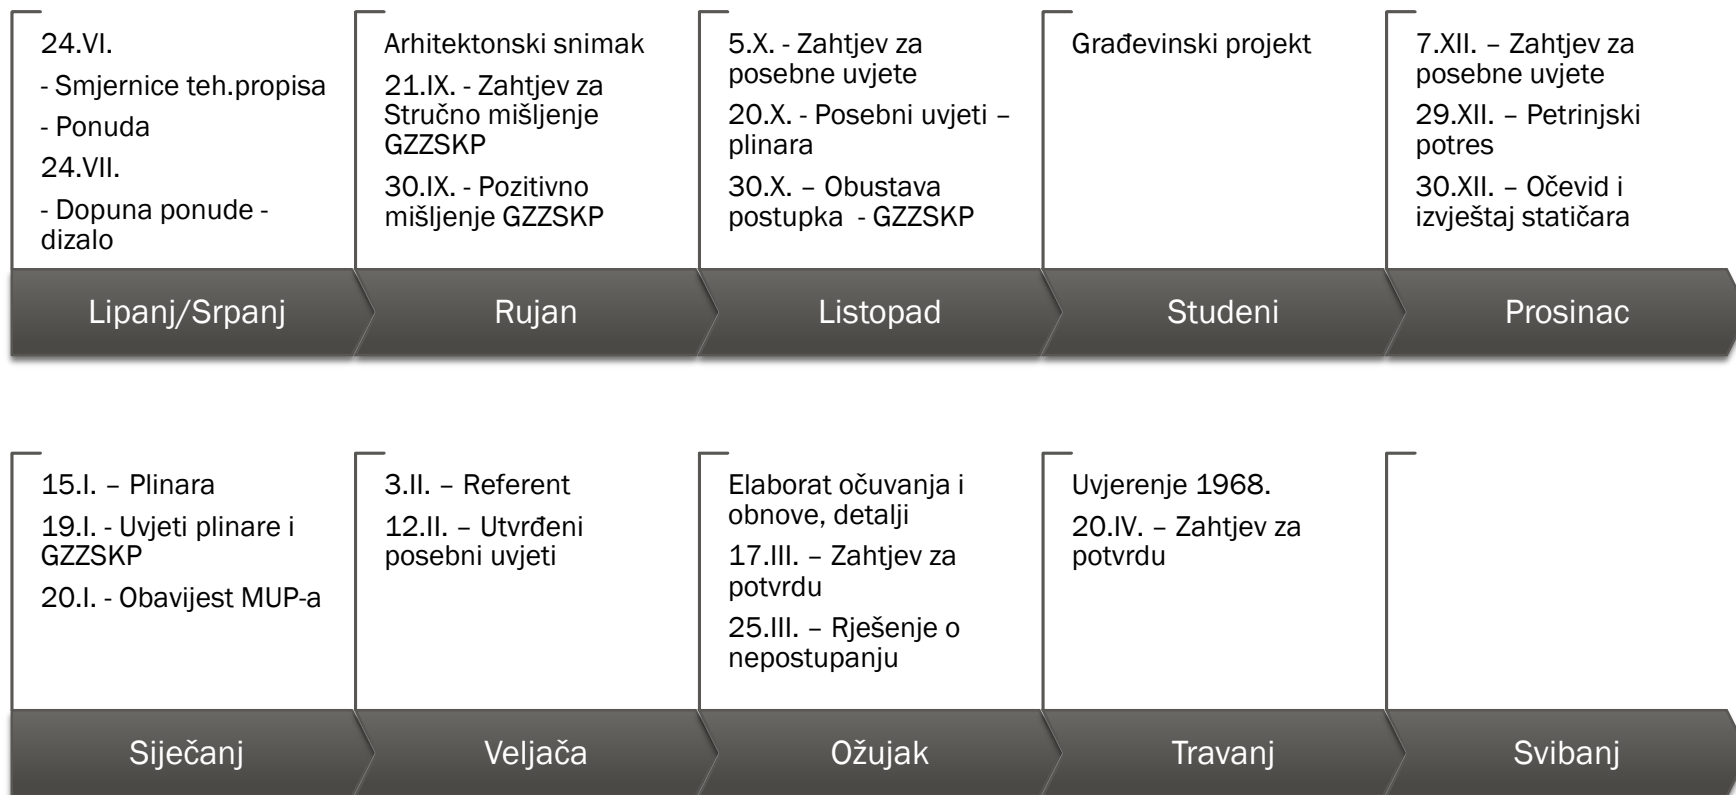 24.VI.
- Smjernice teh.propisa
- Ponuda
24.VII.
- Dopuna ponude -
dizalo
Arhitektonski snimak
21.IX. - Zahtjev za
Stručno mišljenje
GZZSKP
30.IX. - Pozitivno
mišljenje GZZSKP
5.X. - Zahtjev za
posebne uvjete
20.X. - Posebni uvjeti –
plinara
30.X. – Obustava
postupka - GZZSKP
Građevinski projekt
7.XII. – Zahtjev za
posebne uvjete
29.XII. – Petrinjski
potres
30.XII. – Očevid i
izvještaj statičara
Lipanj/Srpanj
Rujan
Listopad
Studeni
Prosinac
15.I. – Plinara
19.I. - Uvjeti plinare i
GZZSKP
20.I. - Obavijest MUP-a
3.II. – Referent
12.II. – Utvrđeni
posebni uvjeti
Elaborat očuvanja i
obnove, detalji
17.III. – Zahtjev za
potvrdu
25.III. – Rješenje o
nepostupanju
Uvjerenje 1968.
20.IV. – Zahtjev za
potvrdu
Siječanj
Veljača
Ožujak
Travanj
Svibanj